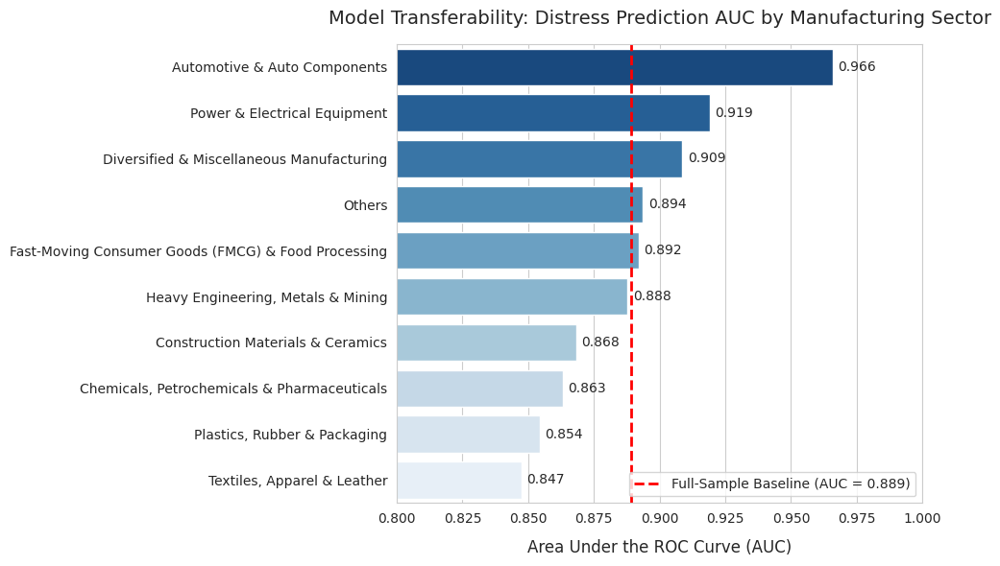 Model Transferability: Distress Prediction AUC by Manufacturing Sector
Automotive & Auto Components
0.966
Power & Electrical Equipment
0.919
Diversified & Miscellaneous Manufacturing
0.909
Others
0.894
Fast-Moving Consumer Goods (FMCG) & Food Processing
0.892
Heavy Engineering, Metals & Mining
0.888
Construction Materials & Ceramics
0.868
Chemicals, Petrochemicals & Pharmaceuticals
0.863
Plastics, Rubber & Packaging
0.854
Textiles, Apparel & Leather
0.847
Full-Sample Baseline (AUC = 0.889)
0.800 0.825 0.850 0.875 0.900 0.925 0.950 0.975 1.000
Area Under the ROC Curve (AUC)